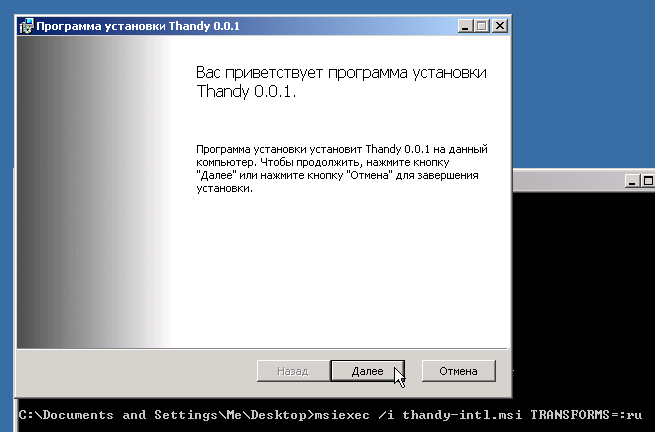 Программа установки Thandy 0.0.1
Вас приветствует программа установки
Thandy 0.0.1.
Программа установки установит Thandy 0.0.1 на данный
компьютер. Чтобы продолжить, нажмите кнопку
"Далее" или нажмите кнопку "Отмена" для завершения
установки.
Назад Далее Отмена
C:\Documents and Settings\Me\Desktop>msiexec /i thandy-intl.msi TRANSFORMS=:ru